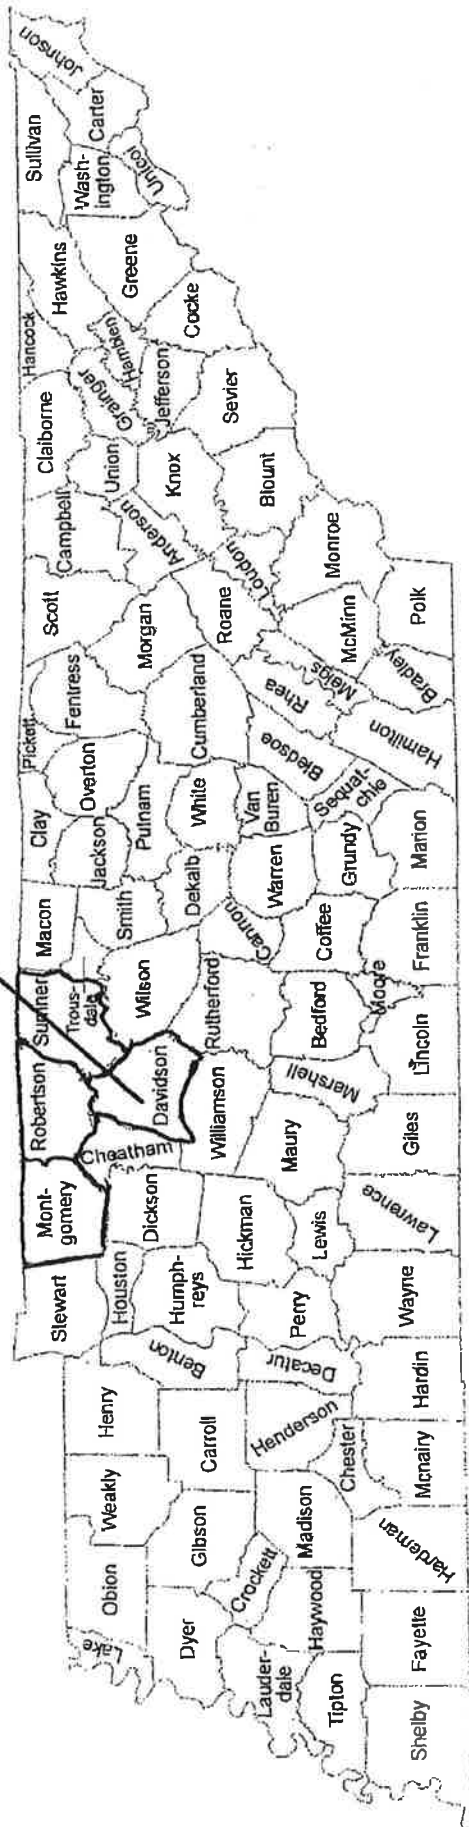 Johnson
Sullivan
Carter
Wash-
ington
Unicoi
Hawkins
Greene
Hancock
Hamblen
Cocke
Claiborne
Grainger
Jefferson
Sevier
Union
Knox
Campbell
Anderson
Blount
Scott
Loudon
Monroe
Morgan
Roane
McMinn
Polk
Meigs
Rhea
Bradley
Pickett
Fentress
Cumberland
Bledsoe
Hamilton
Clay
Overton
Putnam
White
Van
Buren
Sequat-
chie
Jackson
Macon
Smith
Dekalb
Warren
Grundy
Marion
Cannon
Coffee
Franklin
Sumner
Trous-
dale
Wilson
Rutherford
Bedford
Moore
Robertson
Davidson
Williamson
Marshall
Lincoln
Cheatham
Maury
Giles
Mont-
gomery
Dickson
Hickman
Lewis
Lawrence
Stewart
Houston
Humph-
reys
Perry
Wayne
Benton
Decatur
Hardin
Henry
Carroll
Henderson
Chester
Mcnairy
Weakly
Gibson
Madison
Hardeman
Obion
Crockett
Haywood
Lake
Dyer
Lauder-
dale
Tipton
Fayette
Shelby